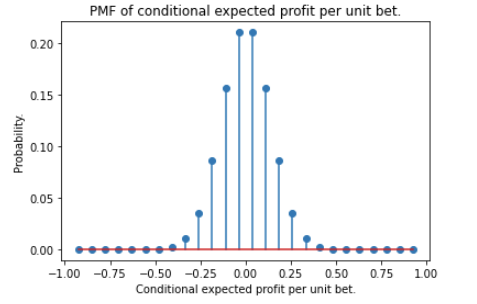 PMF of conditional expected profit per unit bet.
0.20
0.15
0.10
0.05
0.00
Probability.
−1.00 −0.75 −0.50 −0.25 0.00 0.25 0.50 0.75 1.00
Conditional expected profit per unit bet.